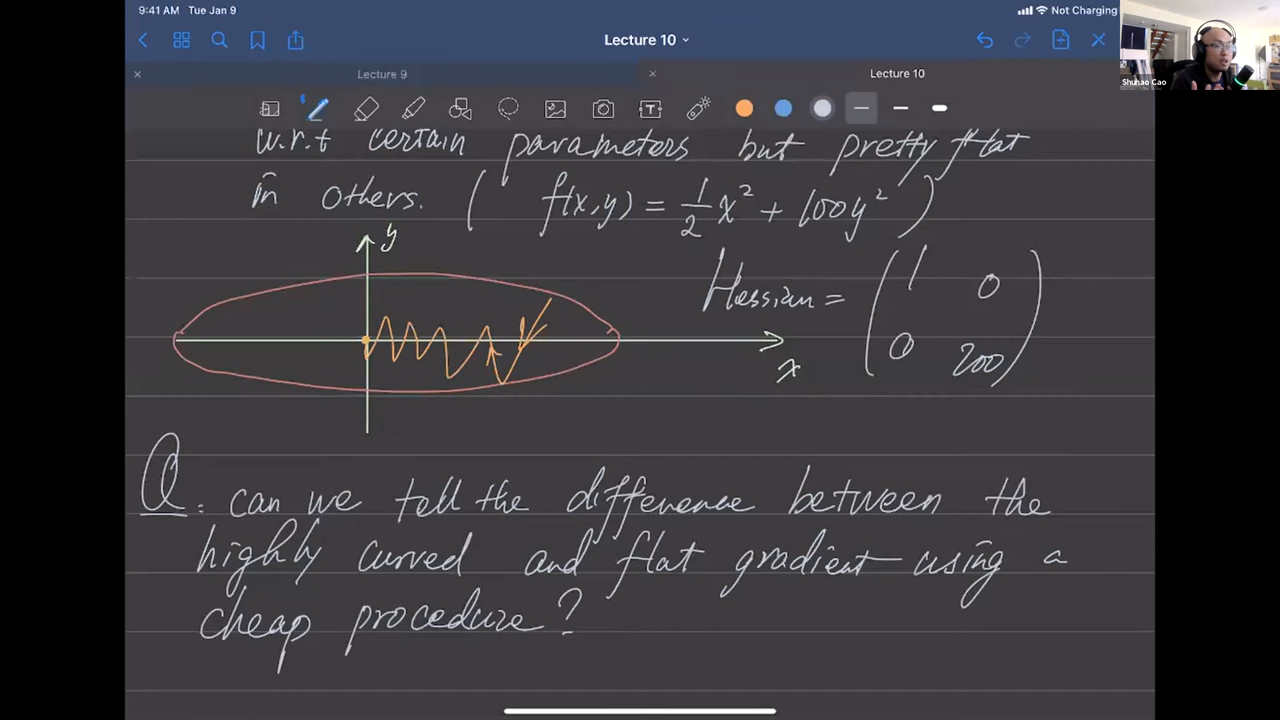 9:41 AM Tue Jan 9
Not Charging
Lecture 10
Shuhao Cao
Lecture 9
Lecture 10
w.r.t certain parameters but pretty flat
in others. ( f(x,y) = 1/2 x² + 100y² )
y
Hessian = ( 1 0
0 200 )
x
Q: can we tell the difference between the
highly curved and flat gradient using a
cheap procedure?